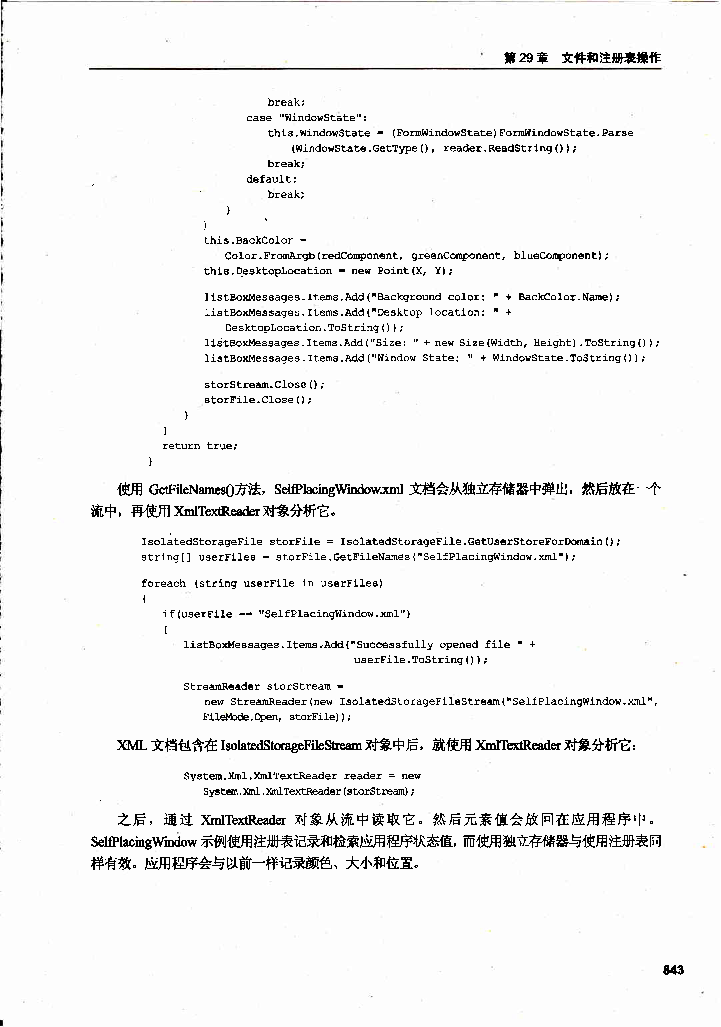 第 29 章 文件和注册表操作
break;
case "WindowState":
this.WindowState = (FormWindowState)FormWindowState.Parse
(WindowState.GetType(), reader.ReadString());
break;
default:
break;
}
}
this.BackColor =
Color.FromArgb(redComponent, greenComponent, blueComponent);
this.DesktopLocation = new Point(X, Y);
listBoxMessages.Items.Add("Background color: " + BackColor.Name);
listBoxMessages.Items.Add("Desktop location: " +
DesktopLocation.ToString());
listBoxMessages.Items.Add("Size: " + new Size(Width, Height).ToString());
listBoxMessages.Items.Add("Window State: " + WindowState.ToString());
storStream.Close();
storFile.Close();
}
}
return true;
}
使用 GetFileNames()方法，SelfPlacingWindow.xml 文档会从独立存储器中弹出，然后放在一个
流中，再使用 XmlTextReader 对象分析它。
IsolatedStorageFile storFile = IsolatedStorageFile.GetUserStoreForDomain();
string[] userFiles = storFile.GetFileNames("SelfPlacingWindow.xml");
foreach (string userFile in userFiles)
{
if(userFile == "SelfPlacingWindow.xml")
{
listBoxMessages.Items.Add("Successfully opened file " +
userFile.ToString());
StreamReader storStream =
new StreamReader(new IsolatedStorageFileStream("SelfPlacingWindow.xml",
FileMode.Open, storFile));
XML 文档包含在 IsolatedStorageFileStream 对象中后，就使用 XmlTextReader 对象分析它：
System.Xml.XmlTextReader reader = new
System.Xml.XmlTextReader(storStream);
之后，通过 XmlTextReader 对象从流中读取它。然后元素值会放回在应用程序中。
SelfPlacingWindow 示例使用注册表记录和检索应用程序状态值，而使用独立存储器与使用注册表同
样有效。应用程序会与以前一样记录颜色、大小和位置。
843